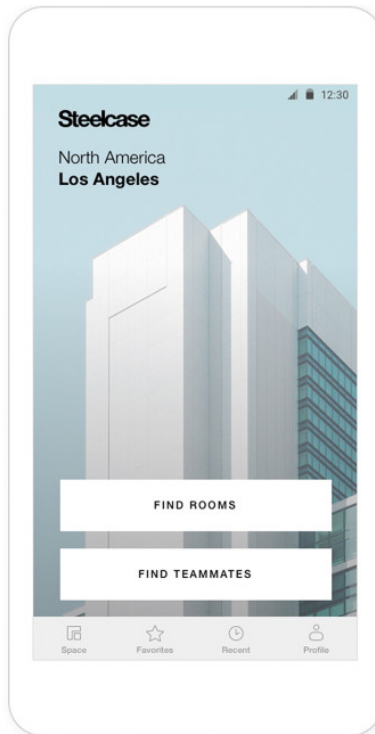 12:30
Steelcase
North America
Los Angeles
FIND ROOMS
FIND TEAMMATES
Space Favorites Recent Profile